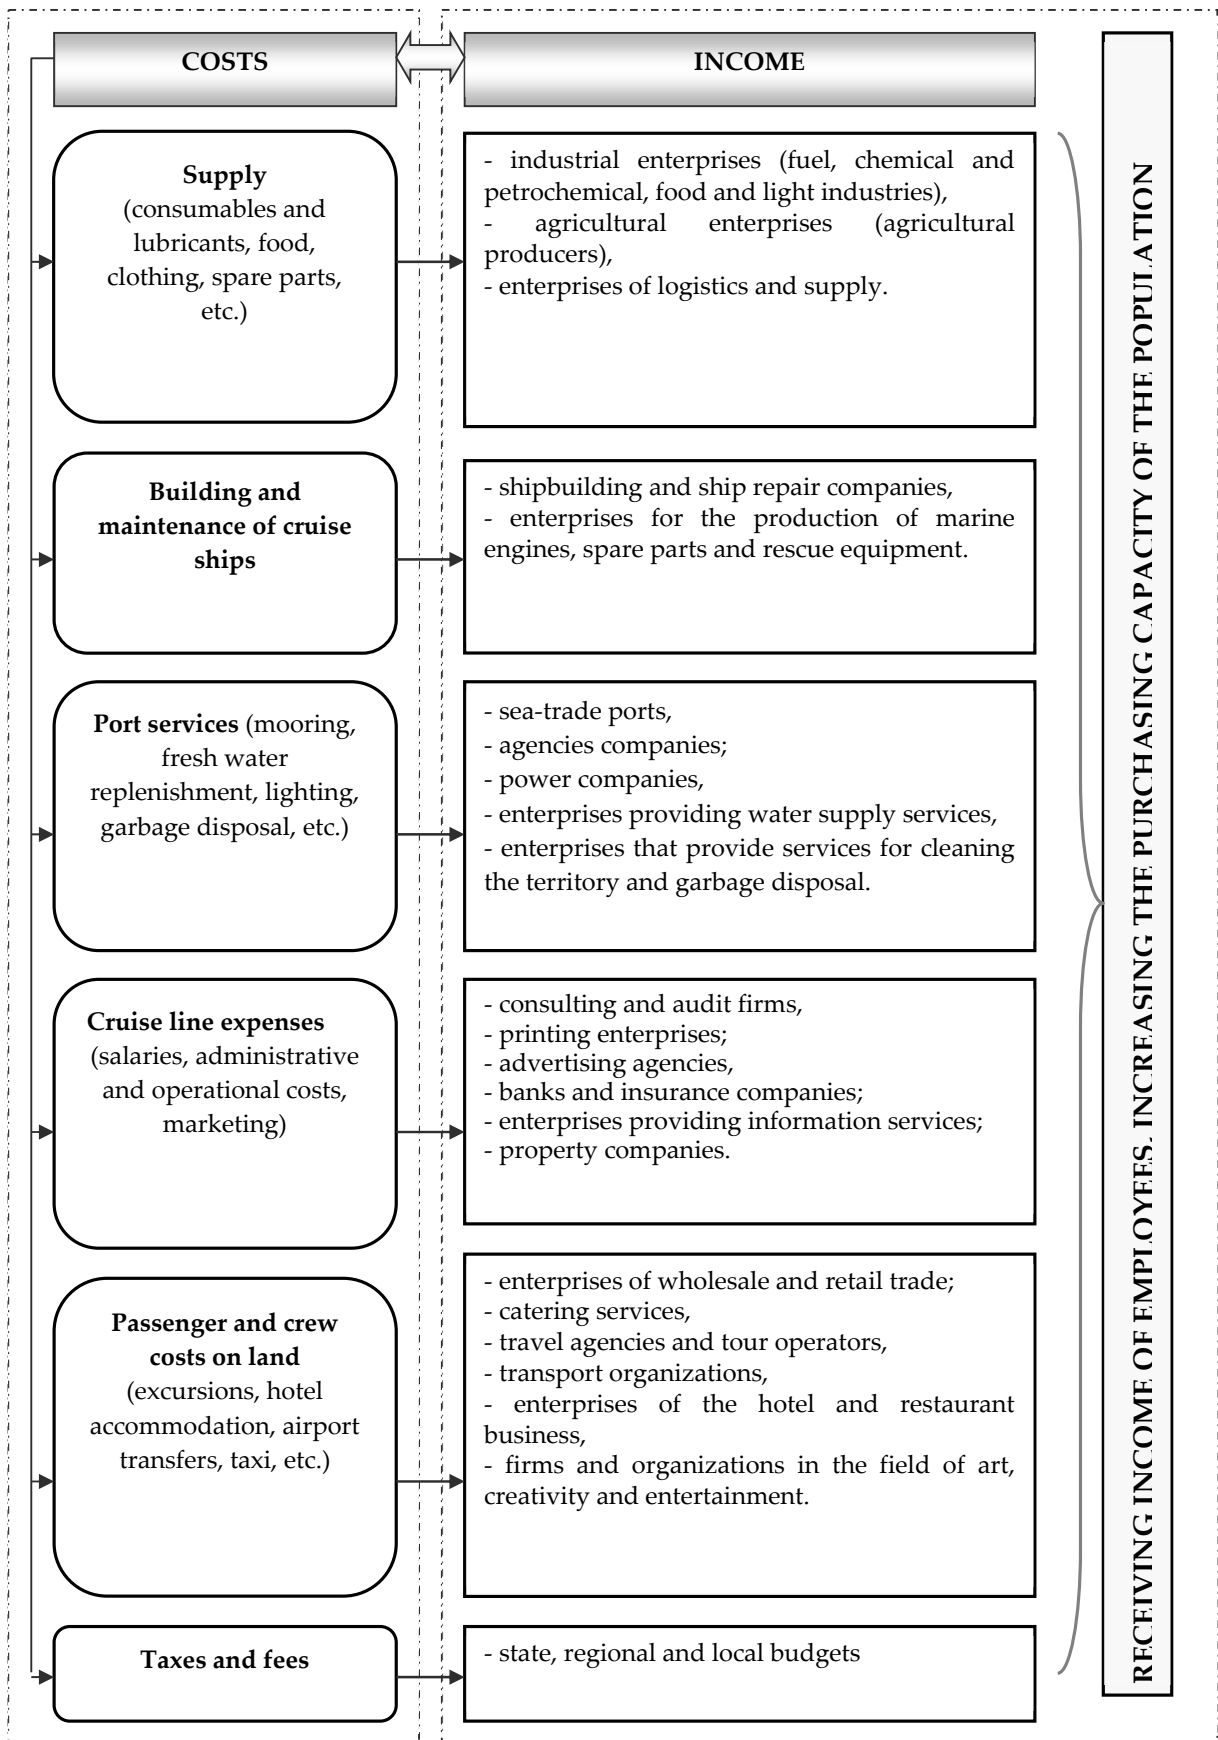 COSTS
INCOME
Supply
(consumables and
lubricants, food,
clothing, spare parts,
etc.)
- industrial enterprises (fuel, chemical and
petrochemical, food and light industries),
- agricultural enterprises (agricultural
producers),
- enterprises of logistics and supply.
Building and
maintenance of cruise
ships
- shipbuilding and ship repair companies,
- enterprises for the production of marine
engines, spare parts and rescue equipment.
Port services (mooring,
fresh water
replenishment, lighting,
garbage disposal, etc.)
- sea-trade ports,
- agencies companies;
- power companies,
- enterprises providing water supply services,
- enterprises that provide services for cleaning
the territory and garbage disposal.
Cruise line expenses
(salaries, administrative
and operational costs,
marketing)
- consulting and audit firms,
- printing enterprises;
- advertising agencies,
- banks and insurance companies;
- enterprises providing information services;
- property companies.
Passenger and crew
costs on land
(excursions, hotel
accommodation, airport
transfers, taxi, etc.)
- enterprises of wholesale and retail trade;
- catering services,
- travel agencies and tour operators,
- transport organizations,
- enterprises of the hotel and restaurant
business,
- firms and organizations in the field of art,
creativity and entertainment.
Taxes and fees
- state, regional and local budgets
RECEIVING INCOME OF EMPLOYEES, INCREASING THE PURCHASING CAPACITY OF THE POPULATION